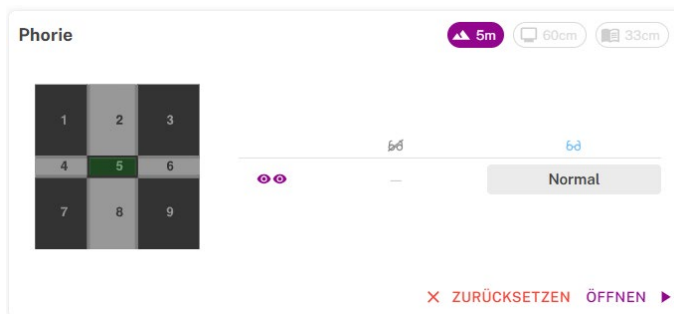 Phorie
5m 60cm 33cm
1 2 3
4 5 6
— Normal
7 8 9
ZURÜCKSETZEN ÖFFNEN